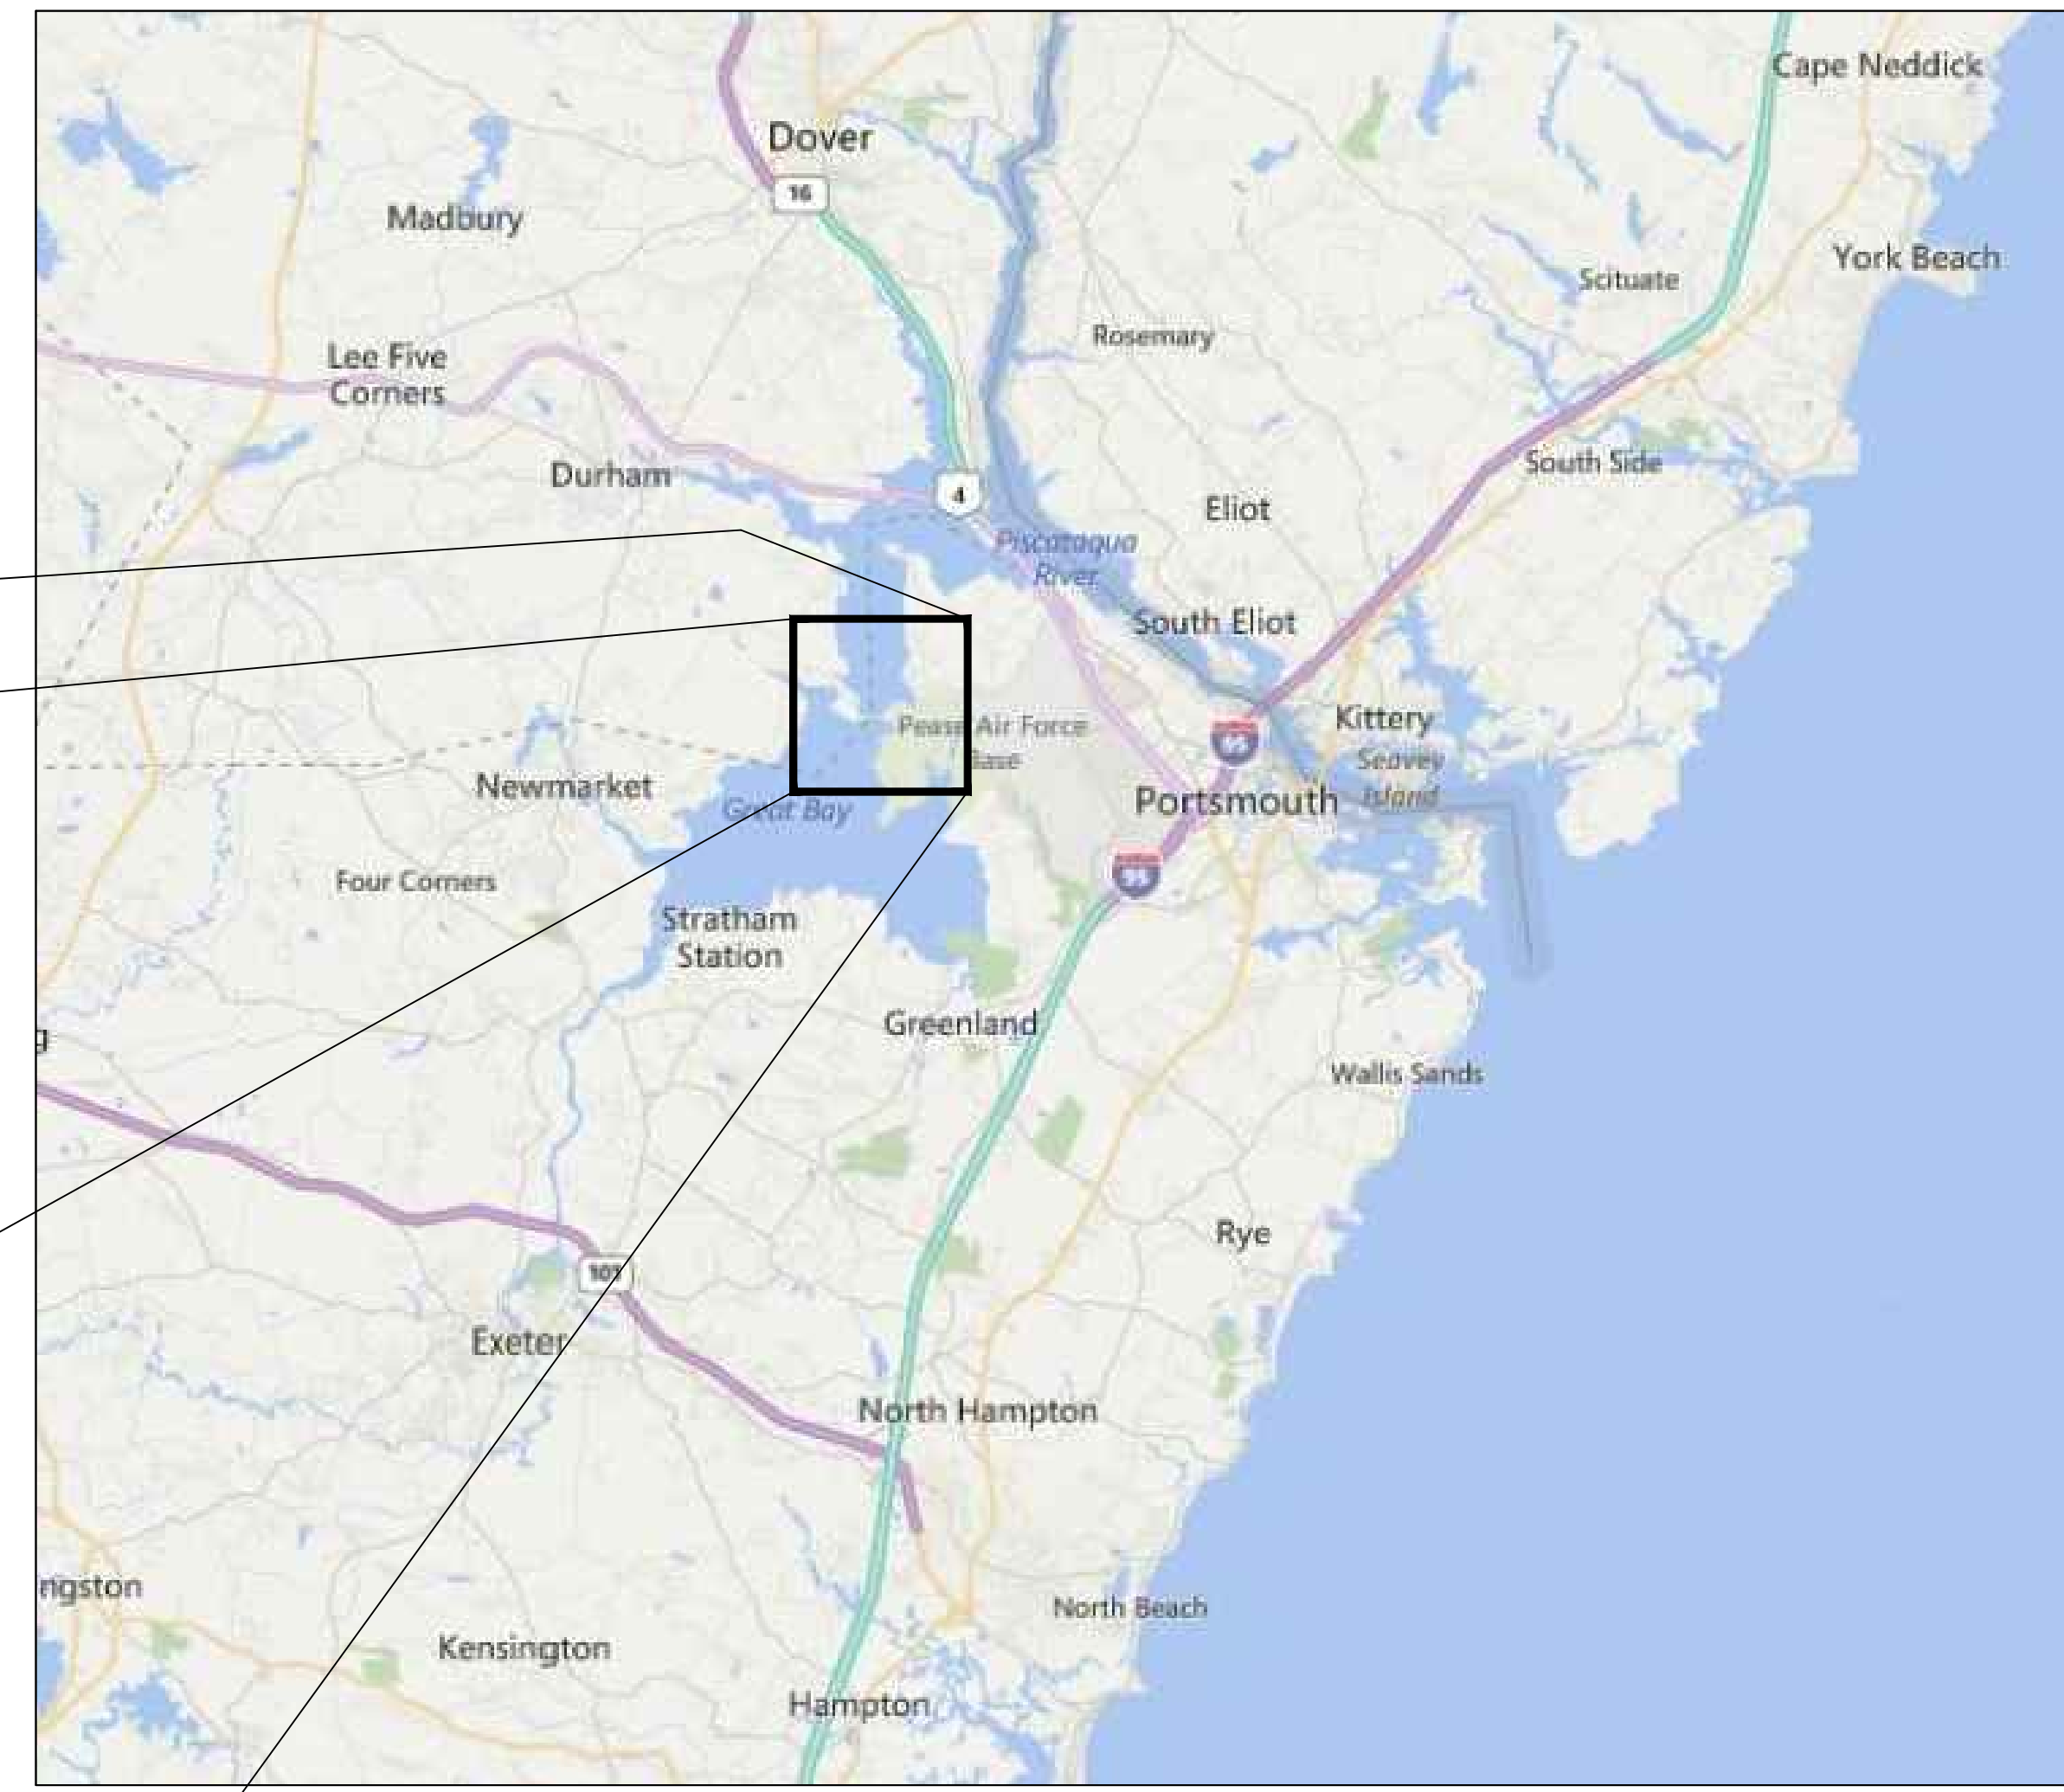 Cape Neddick
Dover
16
Madbury
York Beach
Scituate
Rosemary
Lee Five
Corners
South Side
Durham
4
Eliot
Piscataqua
River
South Eliot
Kittery
Pease Air Force
Base
95
Seavey
Island
Newmarket
Great Bay
Portsmouth
Four Corners
95
Stratham
Station
Greenland
g
Wallis Sands
Rye
101
Exeter
North Hampton
ngston
North Beach
Kensington
Hampton